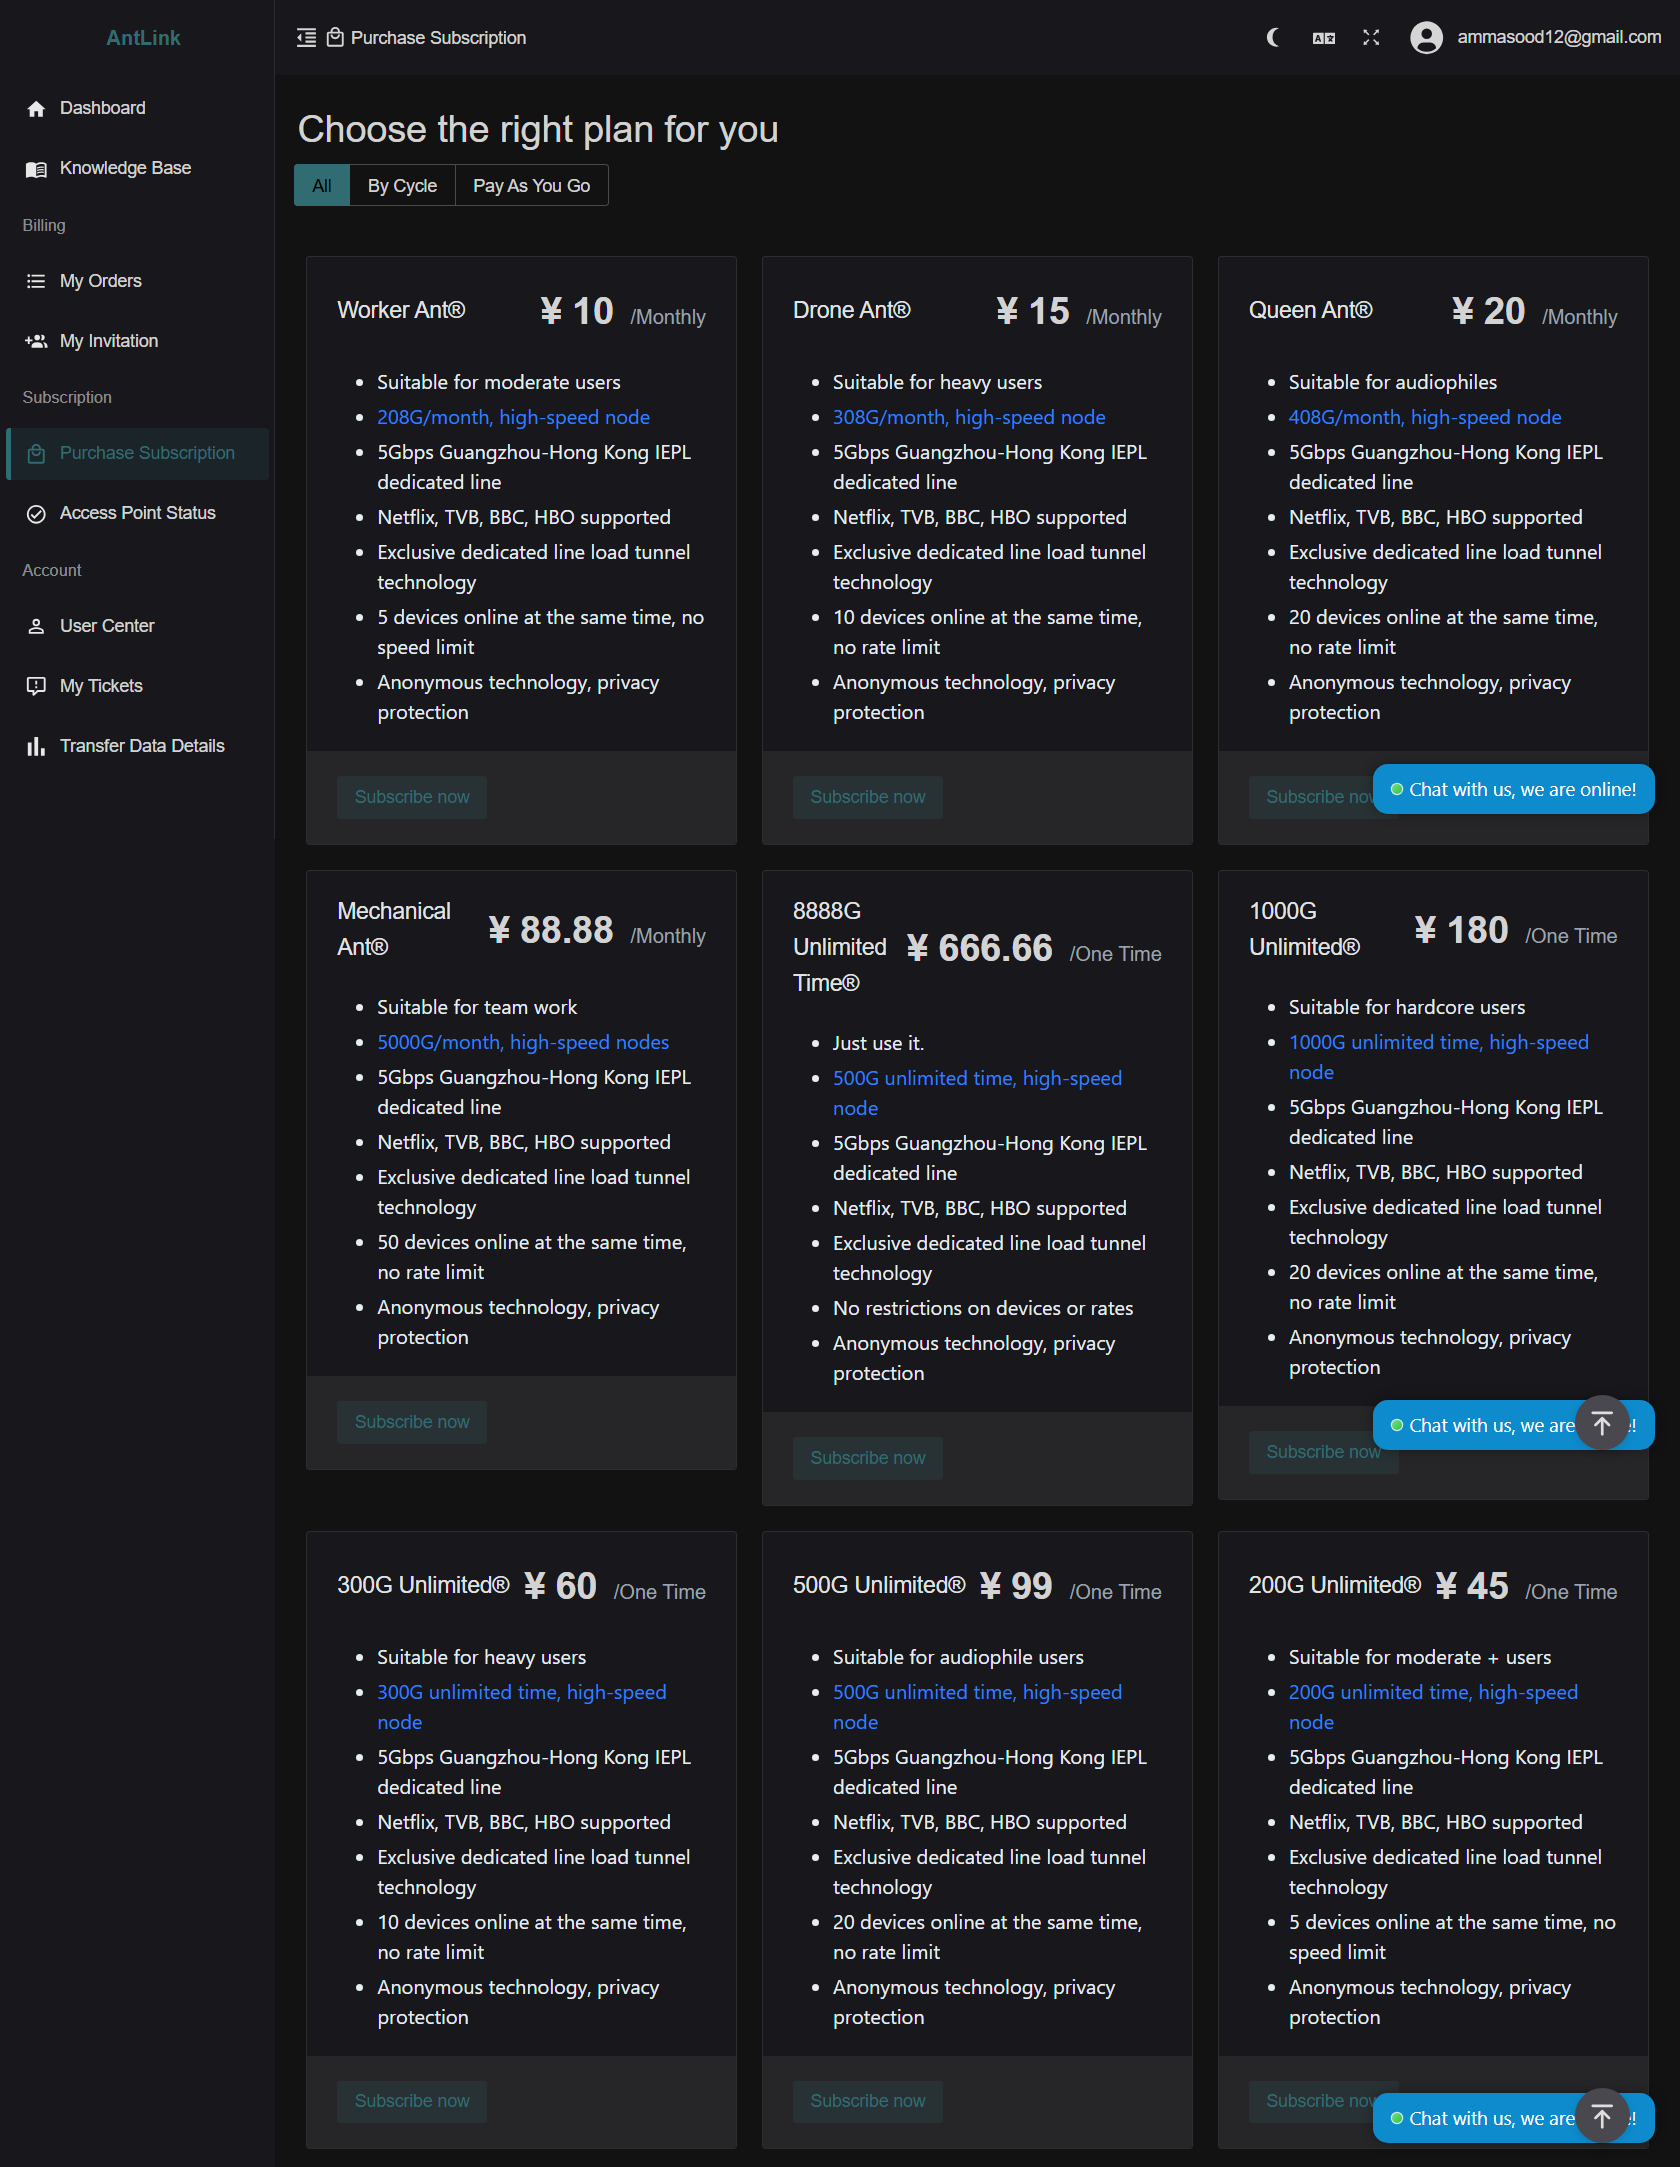 AntLink
Dashboard
Knowledge Base
Billing
My Orders
My Invitation
Subscription
Purchase Subscription
Access Point Status
Account
User Center
My Tickets
Transfer Data Details
Purchase Subscription
ammasood12@gmail.com
Choose the right plan for you
All
By Cycle
Pay As You Go
Worker Ant®
¥ 10 /Monthly
Suitable for moderate users
208G/month, high-speed node
5Gbps Guangzhou-Hong Kong IEPL
dedicated line
Netflix, TVB, BBC, HBO supported
Exclusive dedicated line load tunnel
technology
5 devices online at the same time, no
speed limit
Anonymous technology, privacy
protection
Subscribe now
Drone Ant®
¥ 15 /Monthly
Suitable for heavy users
308G/month, high-speed node
5Gbps Guangzhou-Hong Kong IEPL
dedicated line
Netflix, TVB, BBC, HBO supported
Exclusive dedicated line load tunnel
technology
10 devices online at the same time,
no rate limit
Anonymous technology, privacy
protection
Subscribe now
Queen Ant®
¥ 20 /Monthly
Suitable for audiophiles
408G/month, high-speed node
5Gbps Guangzhou-Hong Kong IEPL
dedicated line
Netflix, TVB, BBC, HBO supported
Exclusive dedicated line load tunnel
technology
20 devices online at the same time,
no rate limit
Anonymous technology, privacy
protection
Subscribe now
Chat with us, we are online!
Mechanical
Ant®
¥ 88.88 /Monthly
Suitable for team work
5000G/month, high-speed nodes
5Gbps Guangzhou-Hong Kong IEPL
dedicated line
Netflix, TVB, BBC, HBO supported
Exclusive dedicated line load tunnel
technology
50 devices online at the same time,
no rate limit
Anonymous technology, privacy
protection
Subscribe now
8888G
Unlimited
Time®
¥ 666.66 /One Time
Just use it.
500G unlimited time, high-speed
node
5Gbps Guangzhou-Hong Kong IEPL
dedicated line
Netflix, TVB, BBC, HBO supported
Exclusive dedicated line load tunnel
technology
No restrictions on devices or rates
Anonymous technology, privacy
protection
Subscribe now
1000G
Unlimited®
¥ 180 /One Time
Suitable for hardcore users
1000G unlimited time, high-speed
node
5Gbps Guangzhou-Hong Kong IEPL
dedicated line
Netflix, TVB, BBC, HBO supported
Exclusive dedicated line load tunnel
technology
20 devices online at the same time,
no rate limit
Anonymous technology, privacy
protection
Subscribe now
Chat with us, we are
300G Unlimited®
¥ 60 /One Time
Suitable for heavy users
300G unlimited time, high-speed
node
5Gbps Guangzhou-Hong Kong IEPL
dedicated line
Netflix, TVB, BBC, HBO supported
Exclusive dedicated line load tunnel
technology
10 devices online at the same time,
no rate limit
Anonymous technology, privacy
protection
Subscribe now
500G Unlimited®
¥ 99 /One Time
Suitable for audiophile users
500G unlimited time, high-speed
node
5Gbps Guangzhou-Hong Kong IEPL
dedicated line
Netflix, TVB, BBC, HBO supported
Exclusive dedicated line load tunnel
technology
20 devices online at the same time,
no rate limit
Anonymous technology, privacy
protection
Subscribe now
200G Unlimited®
¥ 45 /One Time
Suitable for moderate + users
200G unlimited time, high-speed
node
5Gbps Guangzhou-Hong Kong IEPL
dedicated line
Netflix, TVB, BBC, HBO supported
Exclusive dedicated line load tunnel
technology
5 devices online at the same time, no
speed limit
Anonymous technology, privacy
protection
Subscribe now
Chat with us, we are